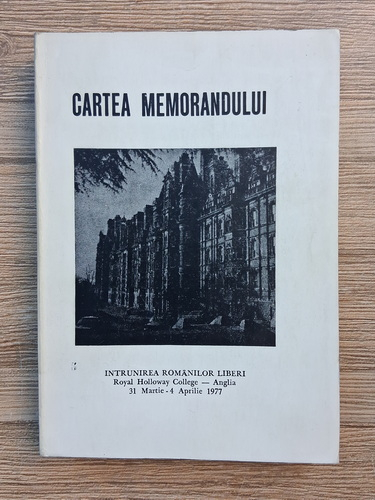 CARTEA MEMORANDULUI
INTRUNIREA ROMÂNILOR LIBERI
Royal Holloway College — Anglia
31 Martie - 4 Aprilie 1977